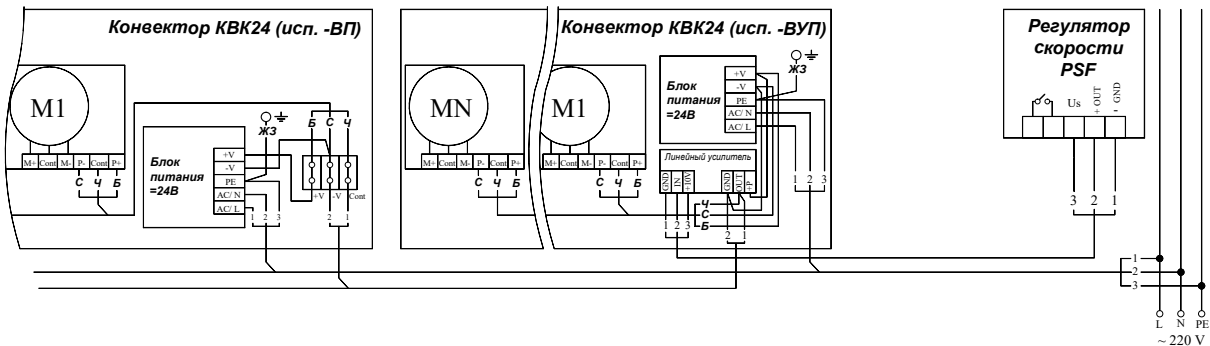 Конвектор КВК24 (исп. -ВП)
М1
M+ Cont M- P- Cont P+
С Ч Б
Блок
питания
=24В
+V
-V
PE
AC/ N
AC/ L
ЖЗ
1 2 3
Б С Ч
+V -V Cont
2 1
Конвектор КВК24 (исп. -ВУП)
MN
M+ Cont M- P- Cont P+
С Ч Б
М1
M+ Cont M- P- Cont P+
С Ч Б
Блок
питания
=24В
+V
-V
PE
AC/ N
AC/ L
ЖЗ
1 2 3
Линейный усилитель
GND IN +10V GND OUT +P
Ч
С
Б
1 2 3
2 1
Регулятор
скорости
PSF
Us + OUT - GND
3 2 1
1
2
3
L N PE
~ 220 V